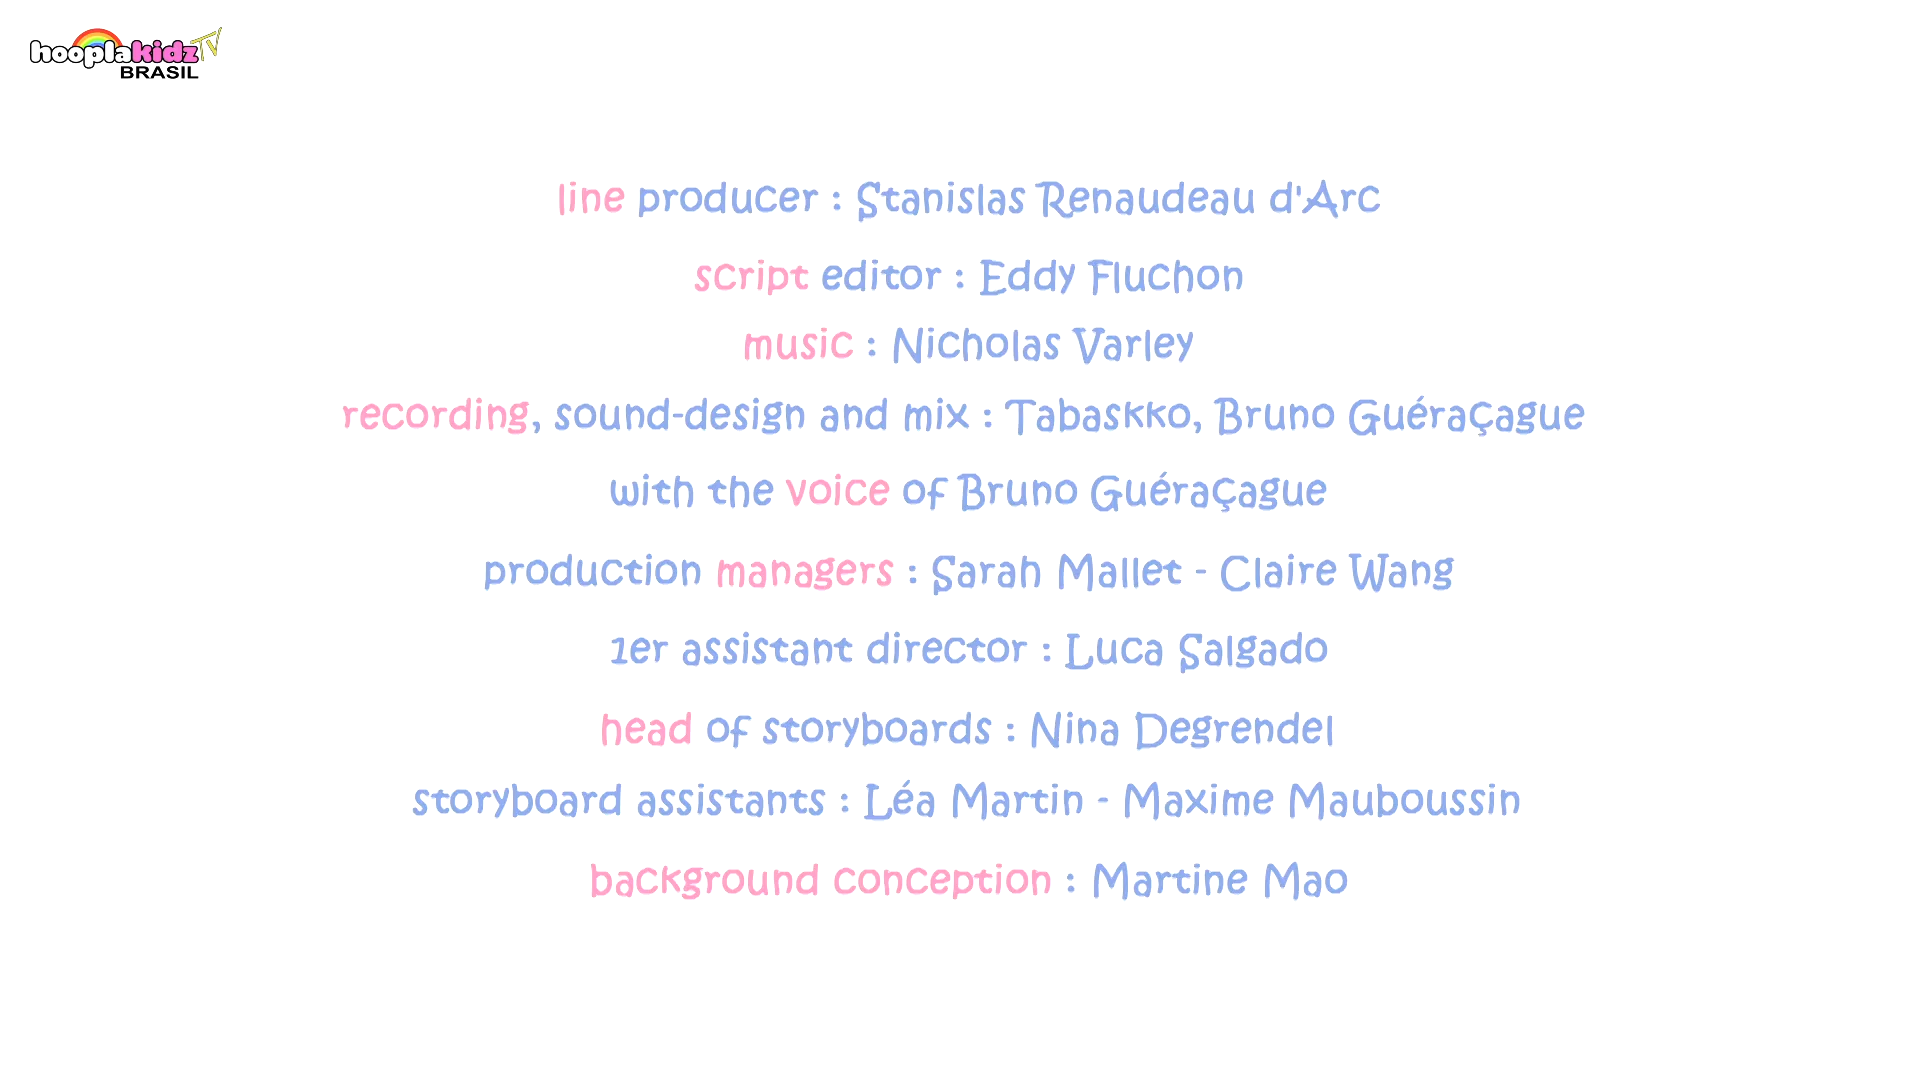 hooplakidz TV
BRASIL
line producer : Stanislas Renaudeau d'Arc
script editor : Eddy Fluchon
music : Nicholas Varley
recording, sound-design and mix : Tabaskko, Bruno Guéraçague
with the voice of Bruno Guéraçague
production managers : Sarah Mallet - Claire Wang
1er assistant director : Luca Salgado
head of storyboards : Nina Degrendel
storyboard assistants : Léa Martin - Maxime Mauboussin
background conception : Martine Mao